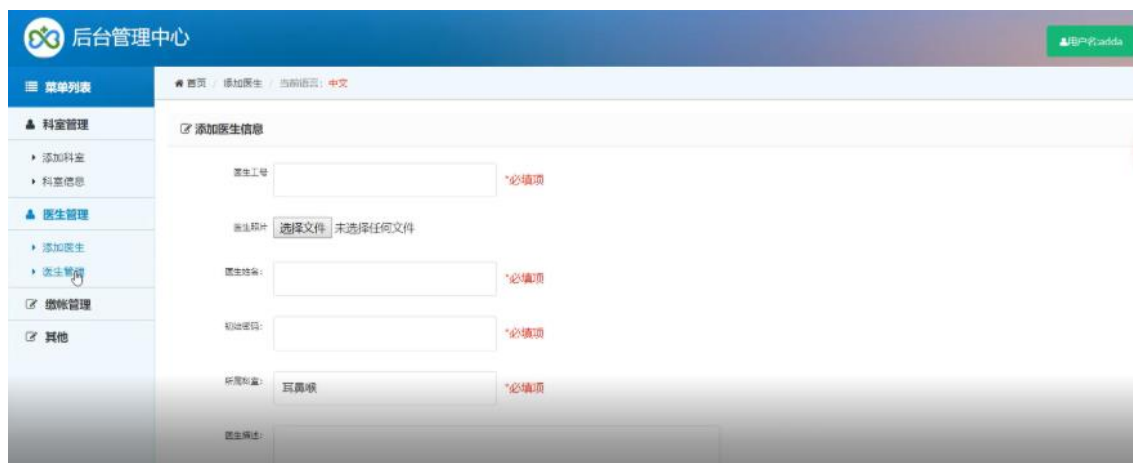 后台管理中心
用户名:adda
菜单列表
首页 / 添加医生 / 当前语言: 中文
科室管理
添加医生信息
添加科室
科室信息
医生工号
*必填项
医生管理
医生照片 选择文件 未选择任何文件
添加医生
医生管理
医生姓名:
*必填项
缴帐管理
初始密码:
*必填项
其他
所属科室:
耳鼻喉
*必填项
医生描述: